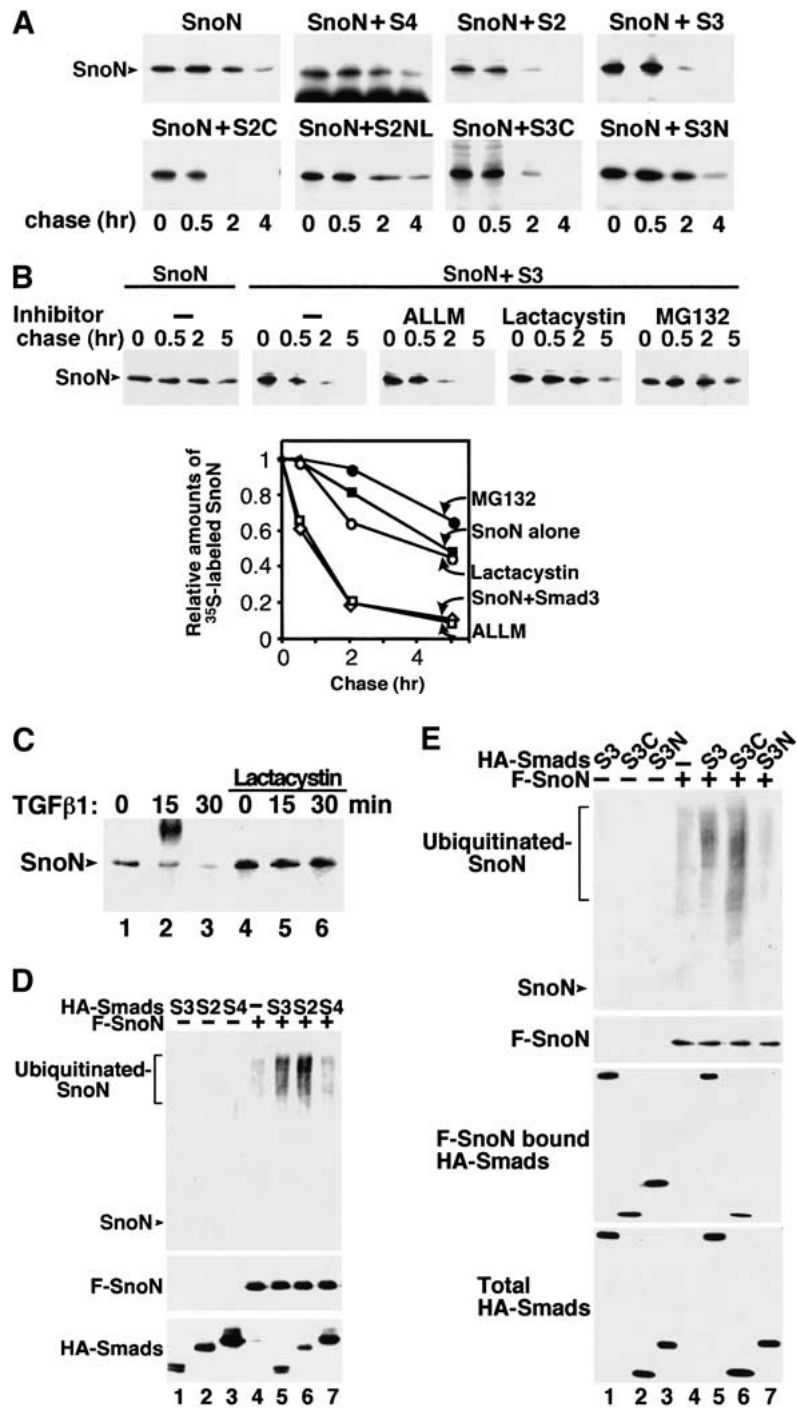 A
SnoN SnoN+S4 SnoN+S2 SnoN + S3
SnoN
SnoN+S2C SnoN+S2NL SnoN+S3C SnoN + S3N
chase (hr) 0 0.5 2 4 0 0.5 2 4 0 0.5 2 4 0 0.5 2 4
B
SnoN SnoN+S3
Inhibitor — — ALLM Lactacystin MG132
chase (hr) 0 0.5 2 5 0 0.5 2 5 0 0.5 2 5 0 0.5 2 5 0 0.5 2 5
SnoN
Relative amounts of
35S-labeled SnoN
1
0.8
0.6
0.4
0.2
0
MG132
SnoN alone
Lactacystin
SnoN+Smad3
ALLM
0 2 4
Chase (hr)
C
Lactacystin
TGFβ1: 0 15 30 0 15 30 min
SnoN
1 2 3 4 5 6
D
HA-Smads S3 S2 S4 — S3 S2 S4
F-SnoN — — — + + + +
Ubiquitinated-
SnoN
SnoN
F-SnoN
HA-Smads
1 2 3 4 5 6 7
E
HA-Smads S3 S3C S3N — S3 S3C S3N
F-SnoN — — — + + + +
Ubiquitinated-
SnoN
SnoN
F-SnoN
F-SnoN bound
HA-Smads
Total
HA-Smads
1 2 3 4 5 6 7